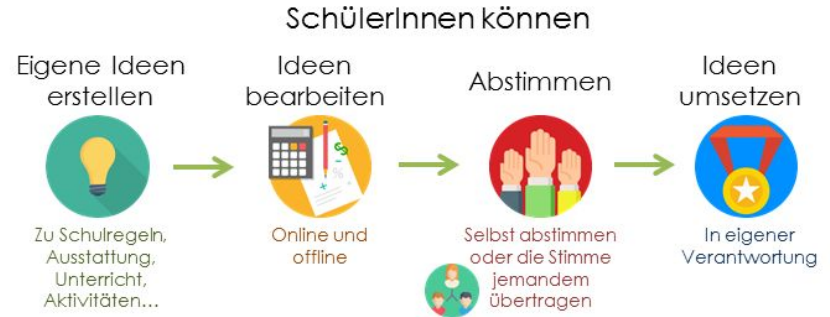 SchülerInnen können
Eigene Ideen
erstellen
Zu Schulregeln,
Ausstattung,
Unterricht,
Aktivitäten...
Ideen
bearbeiten
$
%
Online und
offline
Abstimmen
Selbst abstimmen
oder die Stimme
jemandem
übertragen
Ideen
umsetzen
In eigener
Verantwortung